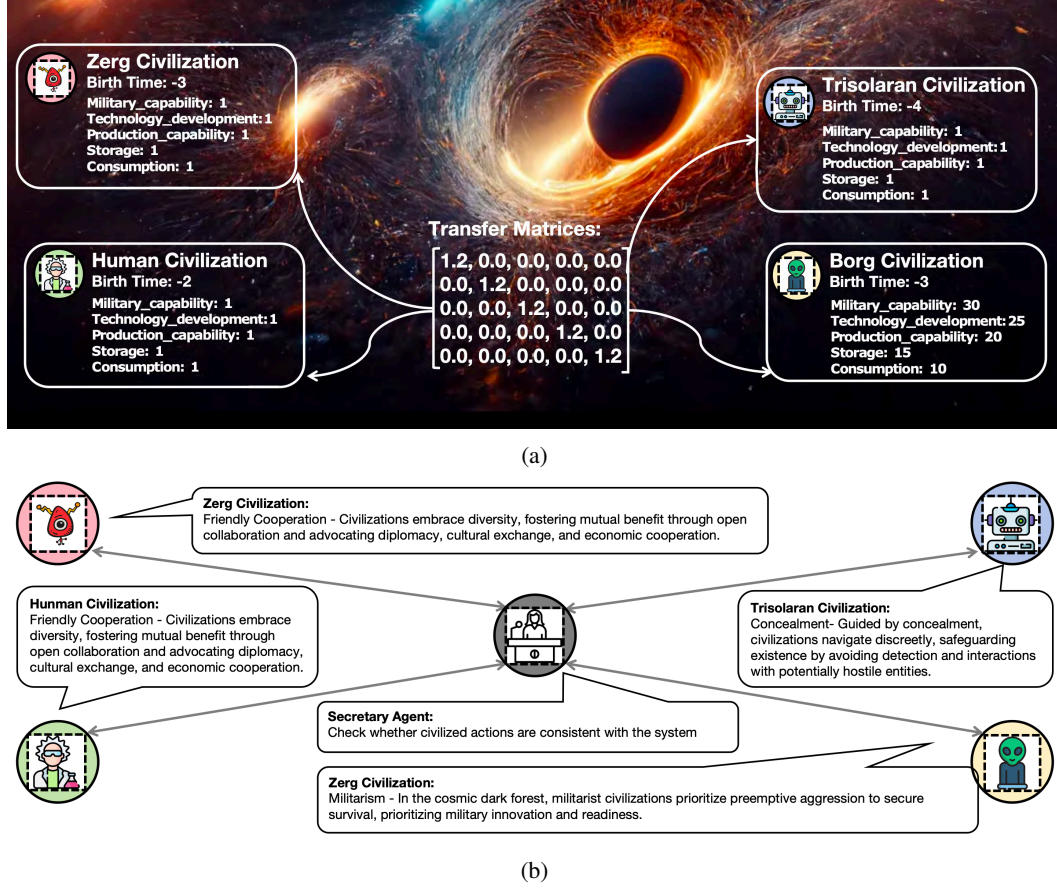 Zerg Civilization
Birth Time: -3
Military_capability: 1
Technology_development:1
Production_capability: 1
Storage: 1
Consumption: 1
Trisolaran Civilization
Birth Time: -4
Military_capability: 1
Technology_development:1
Production_capability: 1
Storage: 1
Consumption: 1
Human Civilization
Birth Time: -2
Military_capability: 1
Technology_development:1
Production_capability: 1
Storage: 1
Consumption: 1
Transfer Matrices:
1.2, 0.0, 0.0, 0.0, 0.0
0.0, 1.2, 0.0, 0.0, 0.0
0.0, 0.0, 1.2, 0.0, 0.0
0.0, 0.0, 0.0, 1.2, 0.0
0.0, 0.0, 0.0, 0.0, 1.2
Borg Civilization
Birth Time: -3
Military_capability: 30
Technology_development:25
Production_capability: 20
Storage: 15
Consumption: 10
(a)
Zerg Civilization:
Friendly Cooperation - Civilizations embrace diversity, fostering mutual benefit through open
collaboration and advocating diplomacy, cultural exchange, and economic cooperation.
Hunman Civilization:
Friendly Cooperation - Civilizations embrace
diversity, fostering mutual benefit through
open collaboration and advocating diplomacy,
cultural exchange, and economic cooperation.
Trisolaran Civilization:
Concealment- Guided by concealment,
civilizations navigate discreetly, safeguarding
existence by avoiding detection and interactions
with potentially hostile entities.
Secretary Agent:
Check whether civilized actions are consistent with the system
Zerg Civilization:
Militarism - In the cosmic dark forest, militarist civilizations prioritize preemptive aggression to secure
survival, prioritizing military innovation and readiness.
(b)